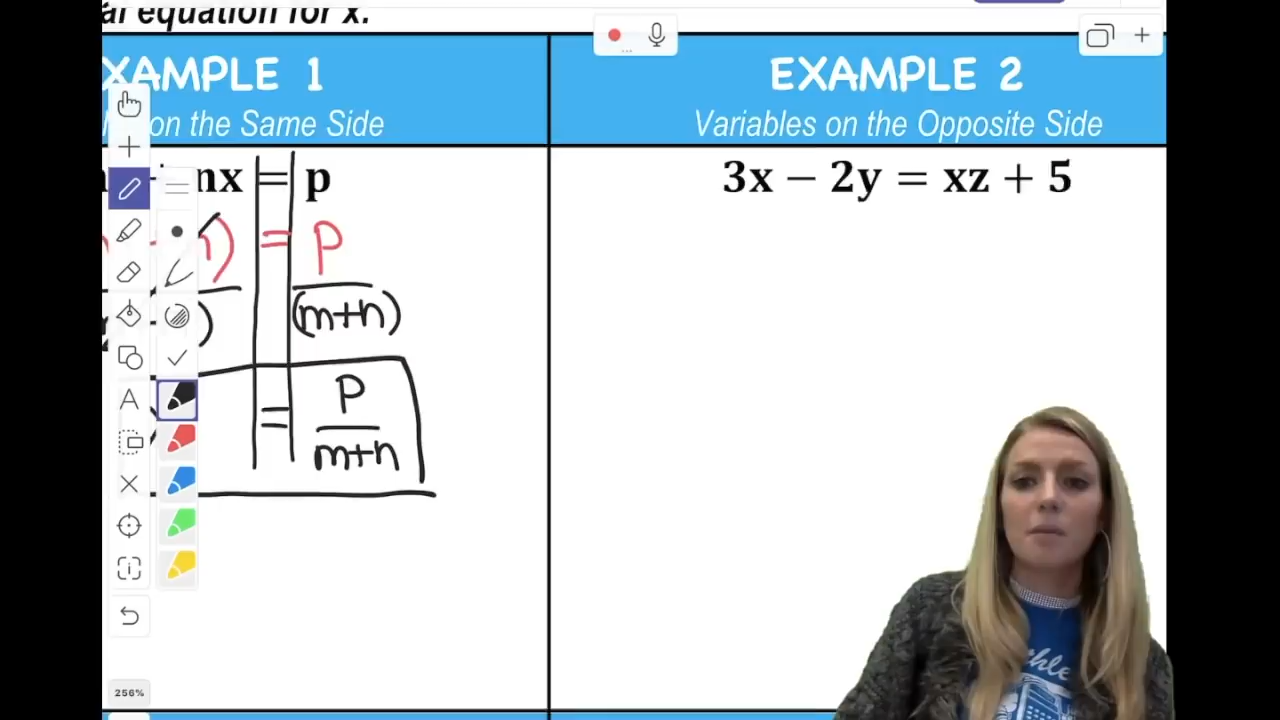 al equation for x.
XAMPLE 1
on the Same Side
nx = p
) = p
(m+n)
= p
m+n
EXAMPLE 2
Variables on the Opposite Side
3x − 2y = xz + 5
A
256%